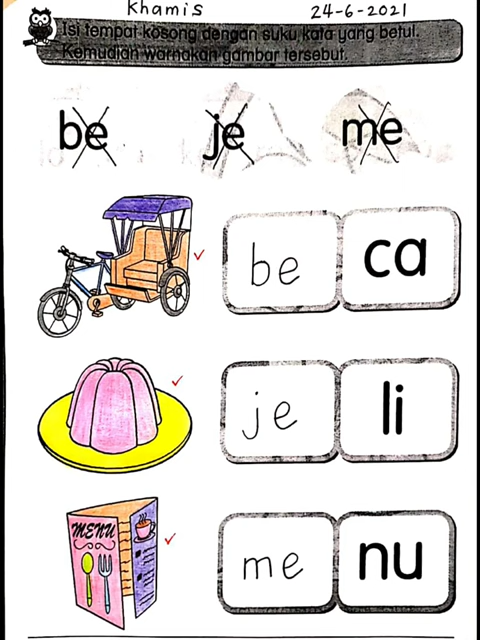 Khamis 24-6-2021
Isi tempat kosong dengan suku kata yang betul.
Kemudian warnakan gambar tersebut.
be je me
be ca
je li
MENU
me nu